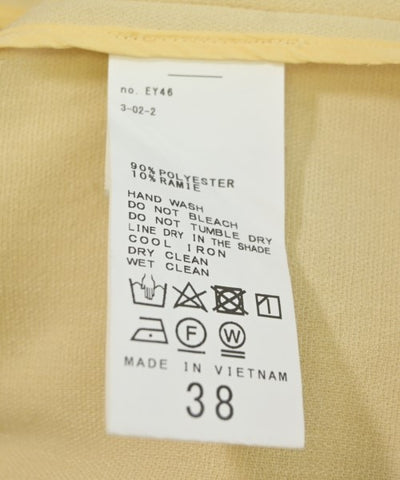 no. EY46
3-02-2
90% POLYESTER
10% RAMIE
HAND WASH
DO NOT BLEACH
DO NOT TUMBLE DRY
LINE DRY IN THE SHADE
COOL IRON
DRY CLEAN
WET CLEAN
F W
MADE IN VIETNAM
38